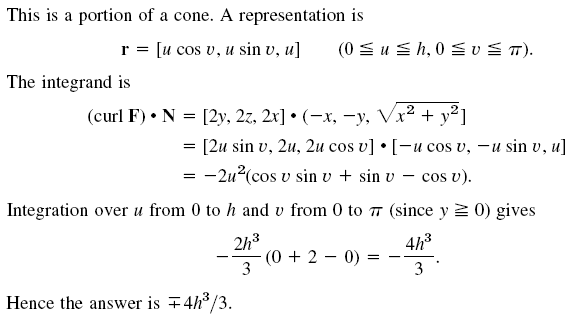 This is a portion of a cone. A representation is
r = [u cos v, u sin v, u]     (0 ≦ u ≦ h, 0 ≦ v ≦ π).
The integrand is
(curl F) • N = [2y, 2z, 2x] • (−x, −y, √(x² + y²)]
= [2u sin v, 2u, 2u cos v] • [−u cos v, −u sin v, u]
= −2u²(cos v sin v + sin v − cos v).
Integration over u from 0 to h and v from 0 to π (since y ≧ 0) gives
−2h³/3 (0 + 2 − 0) = −4h³/3.
Hence the answer is ∓4h³/3.